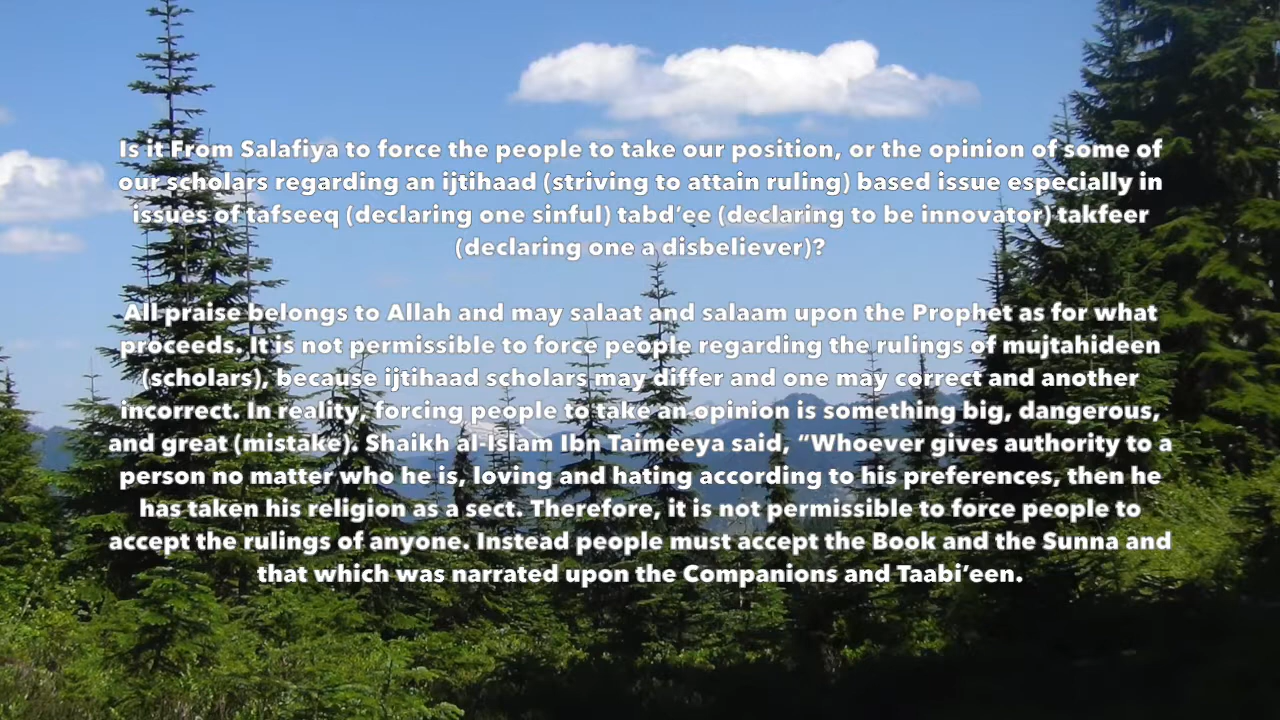 Is it From Salafiya to force the people to take our position, or the opinion of some of
our scholars regarding an ijtihaad (striving to attain ruling) based issue especially in
issues of tafseeq (declaring one sinful) tabd’ee (declaring to be innovator) takfeer
(declaring one a disbeliever)?
All praise belongs to Allah and may salaat and salaam upon the Prophet as for what
proceeds. It is not permissible to force people regarding the rulings of mujtahideen
(scholars), because ijtihaad scholars may differ and one may correct and another
incorrect. In reality, forcing people to take an opinion is something big, dangerous,
and great (mistake). Shaikh al-Islam Ibn Taimeeya said, “Whoever gives authority to a
person no matter who he is, loving and hating according to his preferences, then he
has taken his religion as a sect. Therefore, it is not permissible to force people to
accept the rulings of anyone. Instead people must accept the Book and the Sunna and
that which was narrated upon the Companions and Taabi’een.